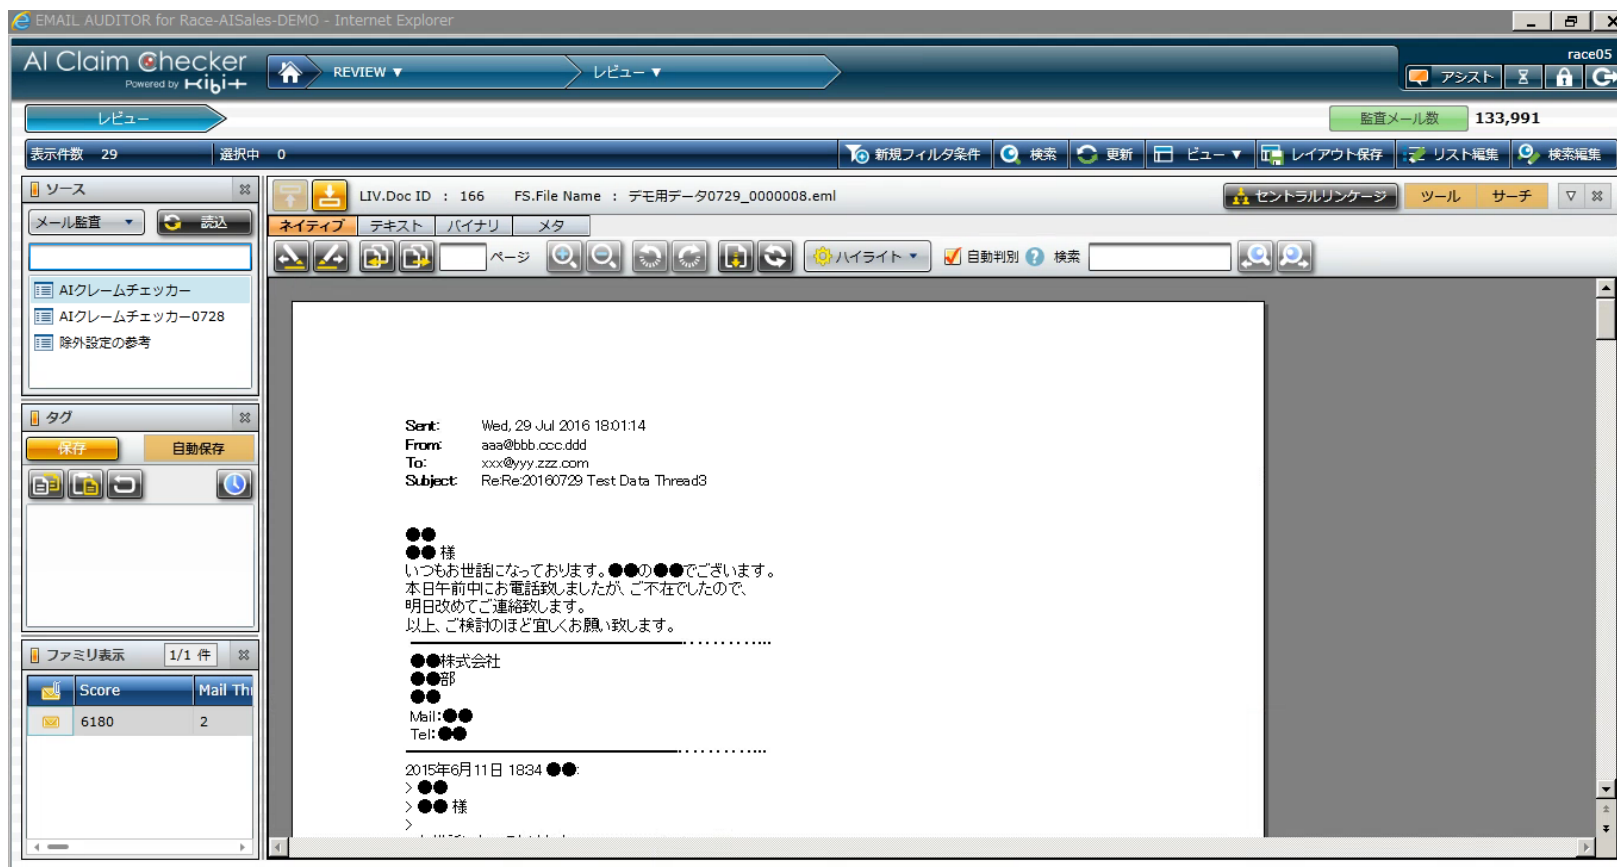 EMAIL AUDITOR for Race-AISales-DEMO - Internet Explorer
AI Claim Checker
Powered by Kibit
REVIEW ▼
レビュー ▼
race05
アシスト
レビュー
監査メール数 133,991
表示件数 29 選択中 0
新規フィルタ条件 検索 更新 ビュー ▼ レイアウト保存 リスト編集 検索編集
ソース
メール監査 ▼ 読込
AIクレームチェッカー
AIクレームチェッカー0728
除外設定の参考
タグ
保存 自動保存
ファミリ表示 1/1 件
Score Mail Thr
6180 2
LIV.Doc ID : 166 FS.File Name : デモ用データ0729_0000008.eml
セントラルリンケージ ツール サーチ
ネイティブ テキスト バイナリ メタ
ページ ハイライト ▼ 自動判別 ? 検索
Sent: Wed, 29 Jul 2016 18:01:14
From: aaa@bbb.ccc.ddd
To: xxx@yyy.zzz.com
Subject: Re:Re:20160729 Test Data Thread3
●●
●● 様
いつもお世話になっております。●●の●●でございます。
本日午前中にお電話致しましたが、ご不在でしたので、
明日改めてご連絡致します。
以上、ご検討のほど宜しくお願い致します。
●●株式会社
●●部
●●
Mail:●●
Tel:●●
2015年6月11日 18:34 ●●:
> ●●
> ●● 様
>